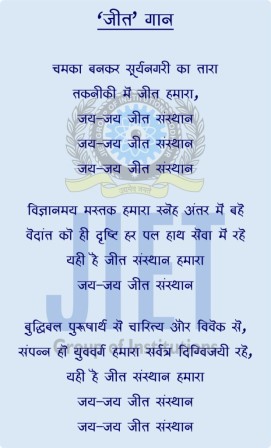 ‘जीत’ गान
चमका बनकर सूर्यनगरी का तारा
तकनीकी में जीत हमारा,
जय-जय जीत संस्थान
जय-जय जीत संस्थान
जय-जय जीत संस्थान
विज्ञानमय मस्तक हमारा स्नेह अंतर में बहे
वेदांत को ही दृष्टि हर पल हाथ सेवा में रहें
यही है जीत संस्थान हमारा
जय-जय जीत संस्थान
JIET
Group of Institutions
बुद्धिबल पुरूषार्थ से चारित्य और विवेक से,
संपन्न हो युववर्ग हमारा सर्वत्र दिग्विजयी रहे,
यही है जीत संस्थान हमारा
जय-जय जीत संस्थान
जय-जय जीत संस्थान
जय-जय जीत संस्थान